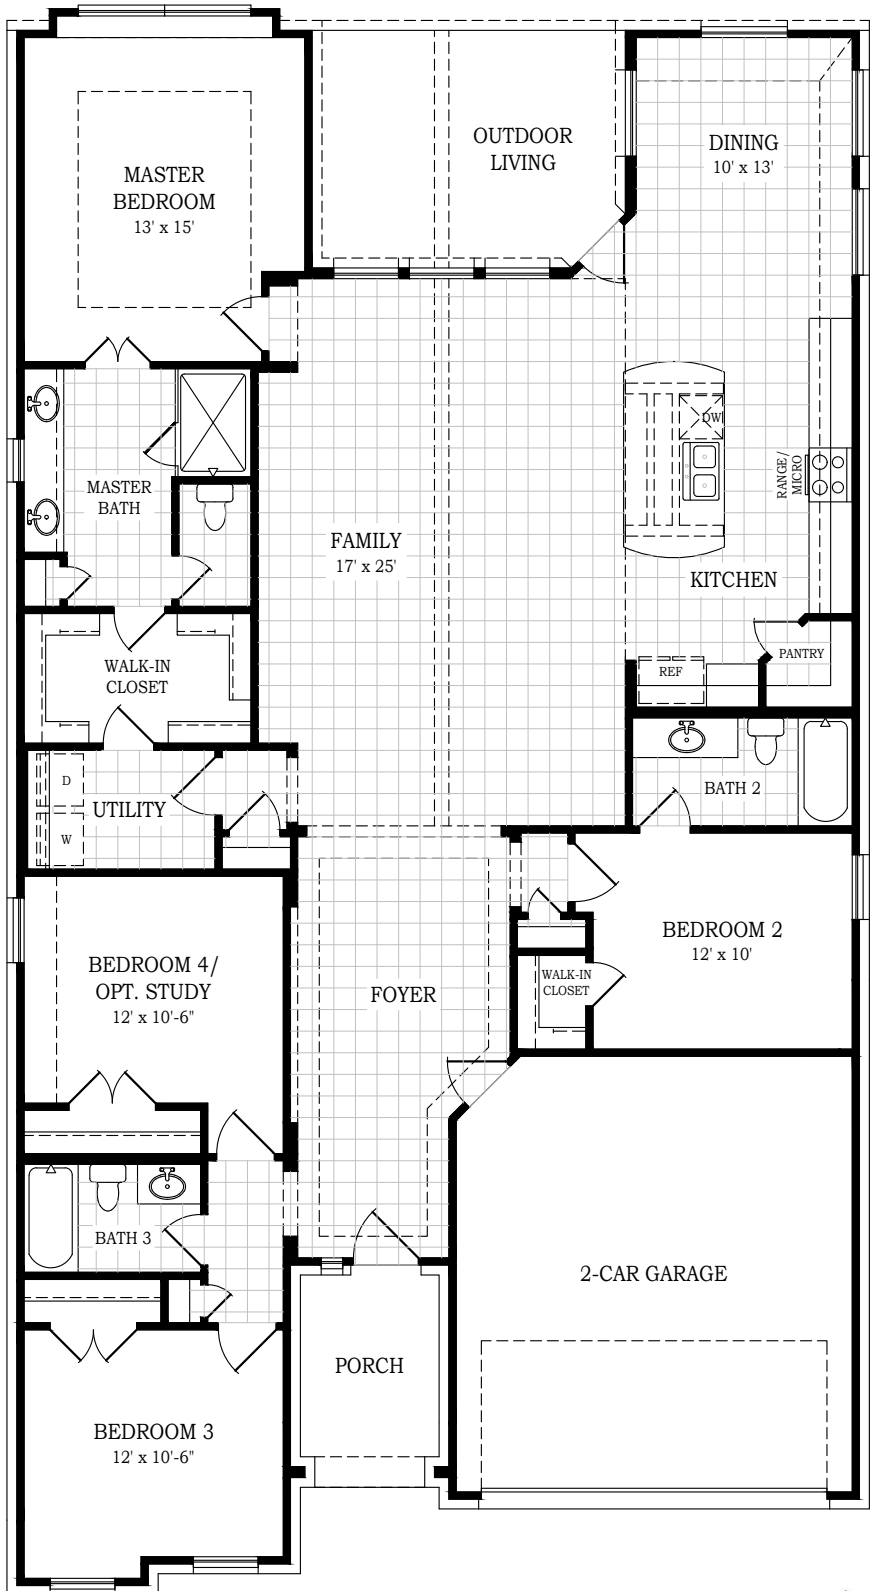 OUTDOOR
LIVING
DINING
10' x 13'
MASTER
BEDROOM
13' x 15'
DW
RANGE/
MICRO
MASTER
BATH
FAMILY
17' x 25'
KITCHEN
PANTRY
REF
WALK-IN
CLOSET
D
W
UTILITY
BATH 2
BEDROOM 2
12' x 10'
WALK-IN
CLOSET
BEDROOM 4/
OPT. STUDY
12' x 10'-6"
FOYER
BATH 3
2-CAR GARAGE
PORCH
BEDROOM 3
12' x 10'-6"